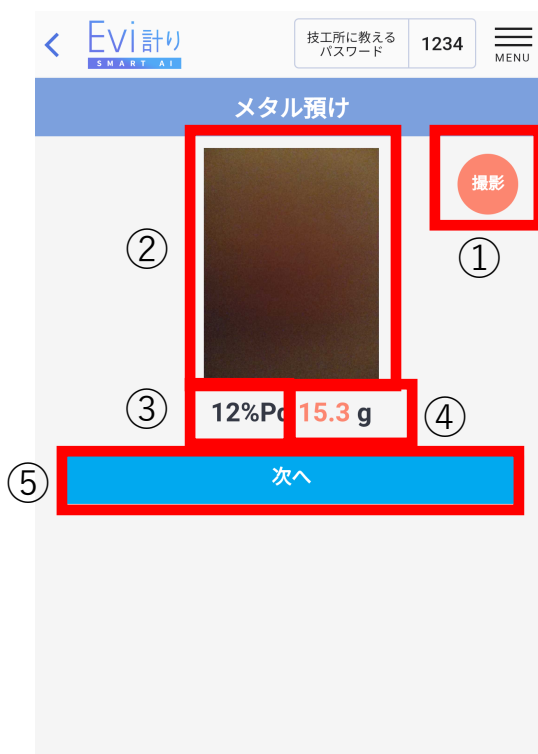 Evi計り
SMART AI
技工所に教える
パスワード
1234
MENU
メタル預け
撮影
①
②
③
12%Pd
15.3 g
④
⑤
次へ